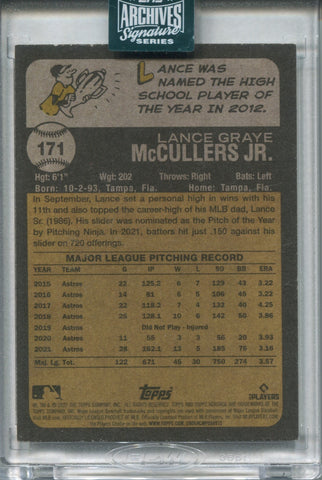 TOPPS
ARCHIVES
Signature
SERIES
LANCE WAS
NAMED THE HIGH
SCHOOL PLAYER OF
THE YEAR IN 2012.
171
LANCE GRAYE
McCULLERS JR.
Hgt: 6'1" Wgt: 202 Throws: Right Bats: Left
Born: 10-2-93, Tampa, Fla. Home: Tampa, Fla.
In September, Lance set a personal high in wins with his
11th and also topped the career-high of his MLB dad, Lance
Sr. (1986). His slider was nominated as the Pitch of the Year
by Pitching Ninja. In 2021, batters hit just .150 against his
slider on 720 offerings.
MAJOR LEAGUE PITCHING RECORD
YEAR TEAM G IP W L SO BB ERA
2015 Astros 22 125.2 6 7 129 43 3.22
2016 Astros 14 81 6 5 106 45 3.22
2017 Astros 22 118.2 7 4 132 40
2018 Astros 25 128.1 10 6 142 50 3.86
2019 Did Not Play - Injured
2020 Astros 11 55 3 3 56 20 3.93
2021 Astros 28 162.1 13 5 185 76 3.16
Maj. Lg. Tot. 122 671 45 30 750 274 3.57
Topps
PLAYERS